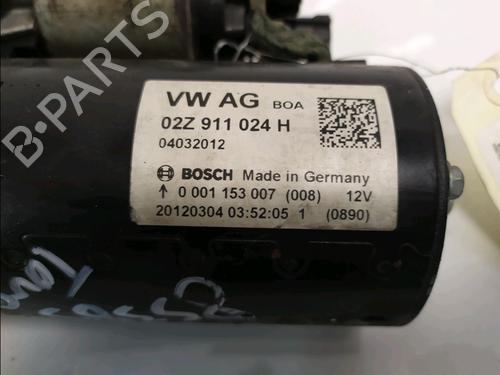 VW AG BOA
02Z 911 024 H
04032012
BOSCH Made in Germany
↑ 0 001 153 007 (008) 12V
20120304 03:52:05 1 (0890)
B-PARTS